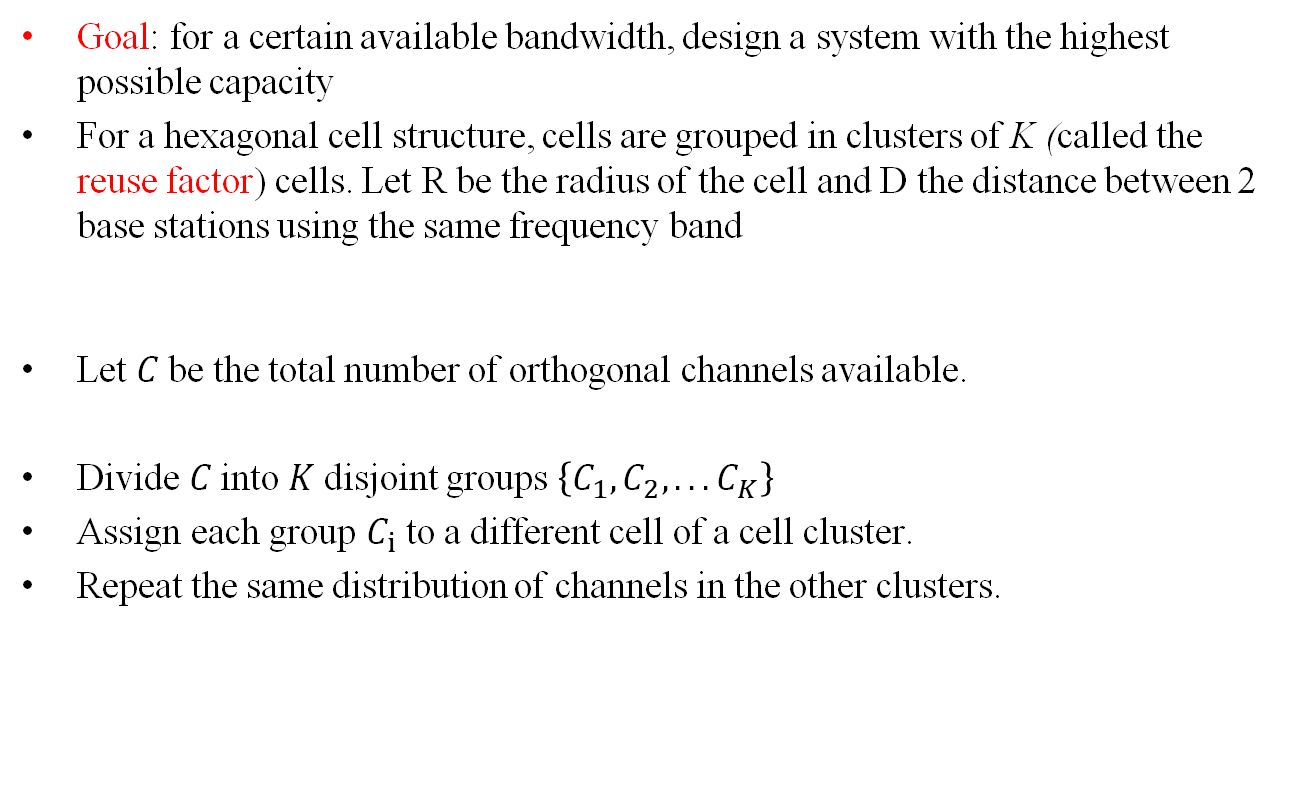 • Goal: for a certain available bandwidth, design a system with the highest
possible capacity
• For a hexagonal cell structure, cells are grouped in clusters of K (called the
reuse factor) cells. Let R be the radius of the cell and D the distance between 2
base stations using the same frequency band
• Let C be the total number of orthogonal channels available.
• Divide C into K disjoint groups {C₁,C₂,...C_K}
• Assign each group Cᵢ to a different cell of a cell cluster.
• Repeat the same distribution of channels in the other clusters.